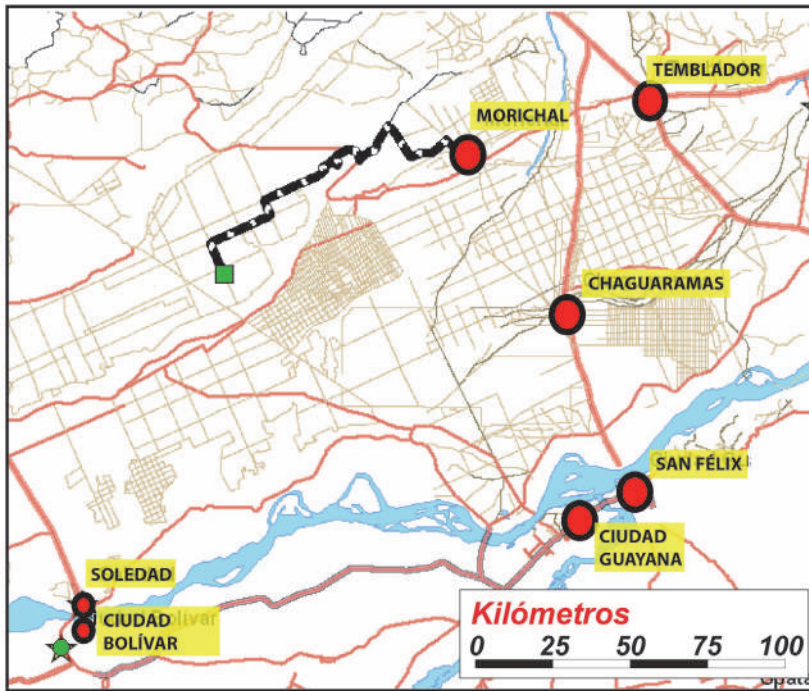 TEMBLADOR
MORICHAL
CHAGUARAMAS
SAN FÉLIX
CIUDAD
GUAYANA
SOLEDAD
CIUDAD
BOLÍVAR
Kilómetros
0 25 50 75 100